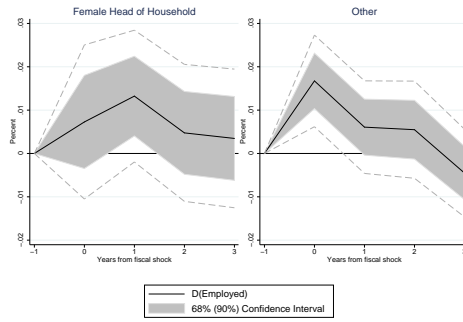 Female Head of Household
Other
Percent
.03
.02
.01
0
-.01
-.02
-1
0
1
2
3
Years from fiscal shock
Percent
.03
.02
.01
0
-.01
-.02
-1
0
1
2
3
Years from fiscal shock
D(Employed)
68% (90%) Confidence Interval